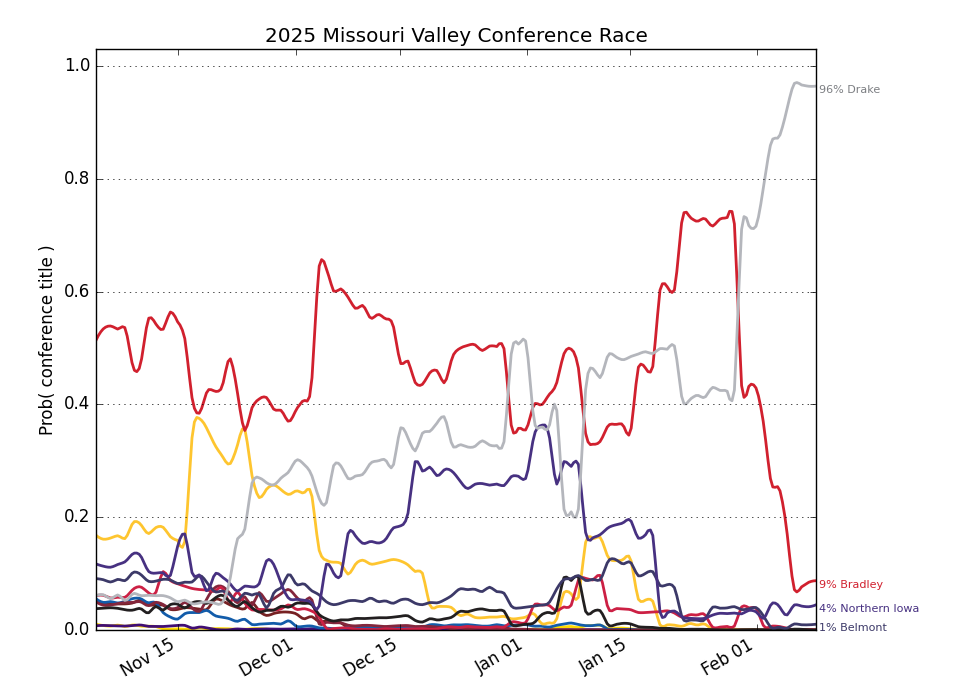 2025 Missouri Valley Conference Race
Prob( conference title )
1.0
0.8
0.6
0.4
0.2
0.0
Nov 15
Dec 01
Dec 15
Jan 01
Jan 15
Feb 01
96% Drake
9% Bradley
4% Northern Iowa
1% Belmont